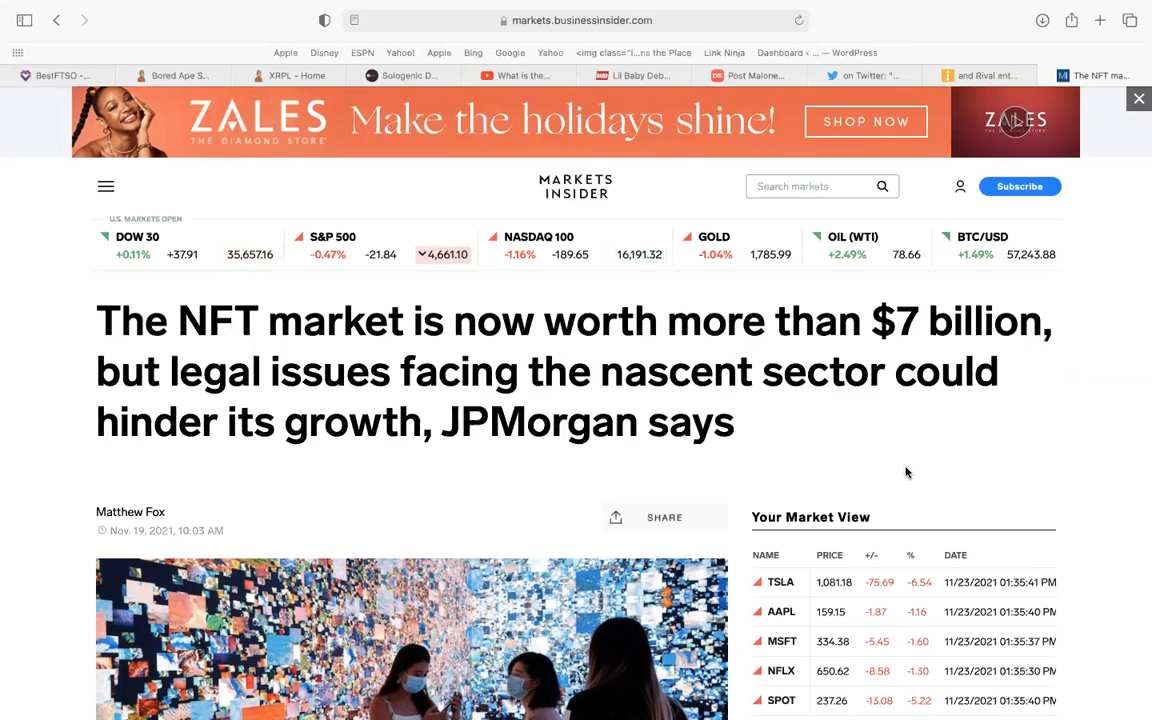 markets.businessinsider.com
Apple Disney ESPN Yahoo! Apple Bing Google Yahoo <img class="i...ns the Place Link Ninja Dashboard ‹ ... — WordPress
BestFTSO -... Bored Ape S... XRPL - Home Sologenic D... What is the... Lil Baby Deb... Post Malone... on Twitter: "... and Rival ent... The NFT ma...
ZALES
THE DIAMOND STORE
Make the holidays shine!
SHOP NOW
ZALES
THE DIAMOND STORE
MARKETS
INSIDER
Search markets
Subscribe
U.S. MARKETS OPEN
DOW 30 S&P 500 NASDAQ 100 GOLD OIL (WTI) BTC/USD
+0.11% +37.91 35,657.16 -0.47% -21.84 4,661.10 -1.16% -189.65 16,191.32 -1.04% 1,785.99 +2.49% 78.66 +1.49% 57,243.88
The NFT market is now worth more than $7 billion,
but legal issues facing the nascent sector could
hinder its growth, JPMorgan says
Matthew Fox
Nov. 19, 2021, 10:03 AM
SHARE
Your Market View
NAME PRICE +/- % DATE
TSLA 1,081.18 -75.69 -6.54 11/23/2021 01:35:41 PM
AAPL 159.15 -1.87 -1.16 11/23/2021 01:35:40 PM
MSFT 334.38 -5.45 -1.60 11/23/2021 01:35:37 PM
NFLX 650.62 -8.58 -1.30 11/23/2021 01:35:30 PM
SPOT 237.26 -13.08 -5.22 11/23/2021 01:35:40 PM